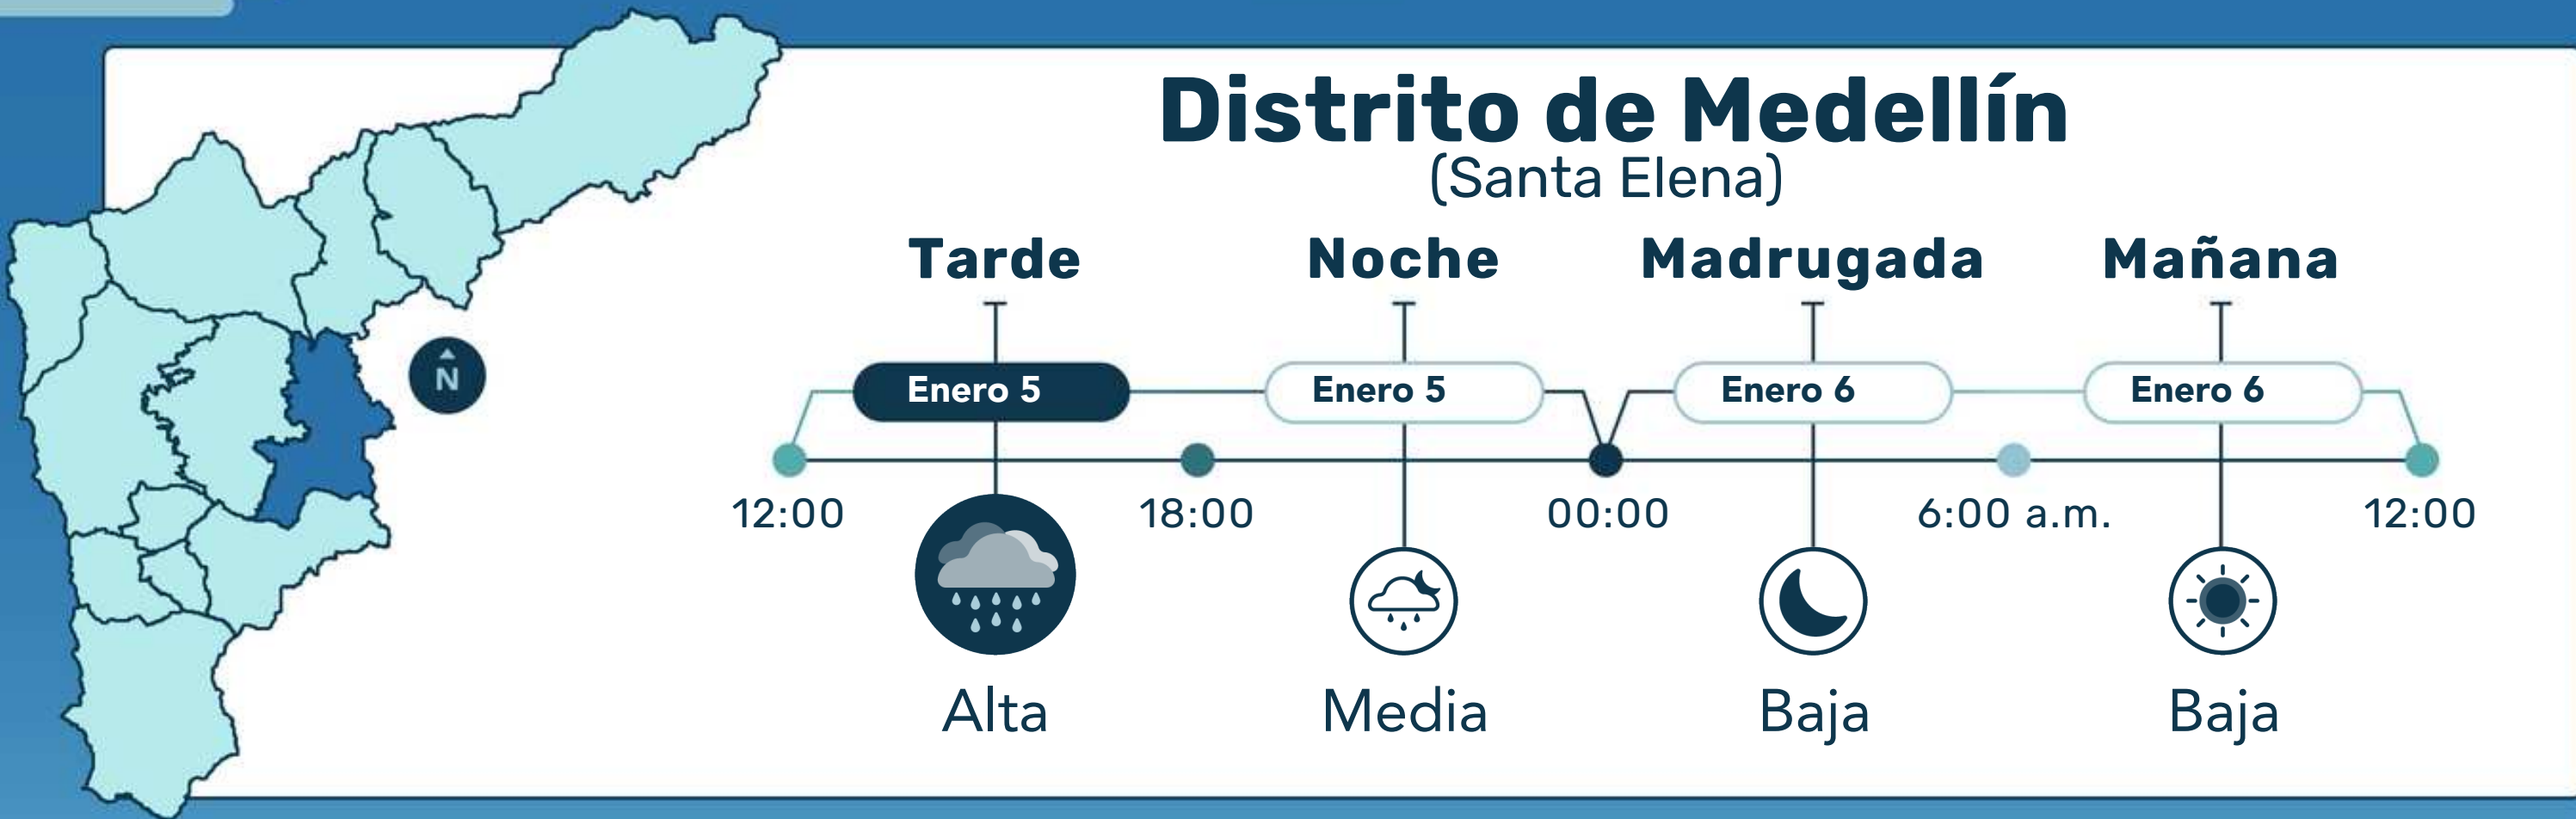 Distrito de Medellín
(Santa Elena)
Tarde Noche Madrugada Mañana
N
Enero 5 Enero 5 Enero 6 Enero 6
12:00 18:00 00:00 6:00 a.m. 12:00
Alta Media Baja Baja